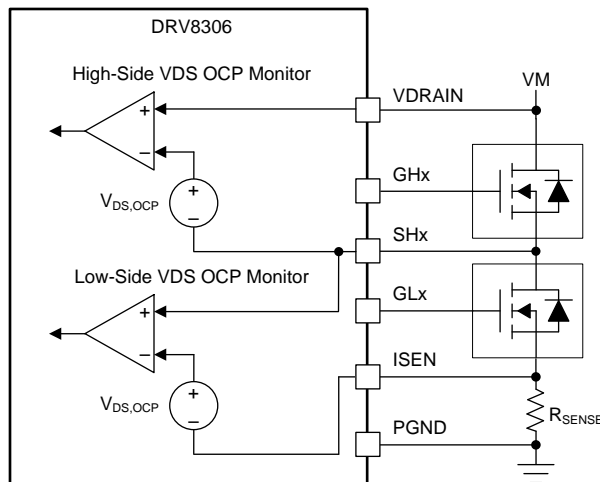 DRV8306
High-Side VDS OCP Monitor
+
−
+
−
V_DS,OCP
Low-Side VDS OCP Monitor
+
−
+
−
V_DS,OCP
VM
VDRAIN
GHx
SHx
GLx
ISEN
R_SENSE
PGND